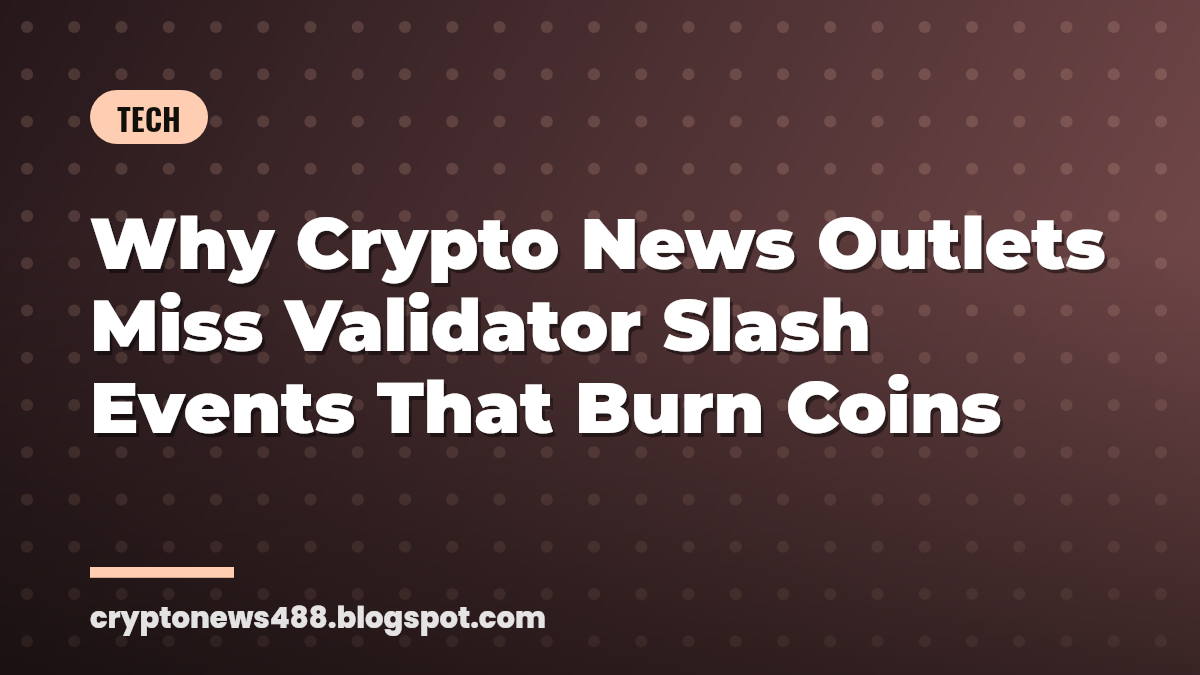 TECH
Why Crypto News Outlets
Miss Validator Slash
Events That Burn Coins
cryptonews488.blogspot.com